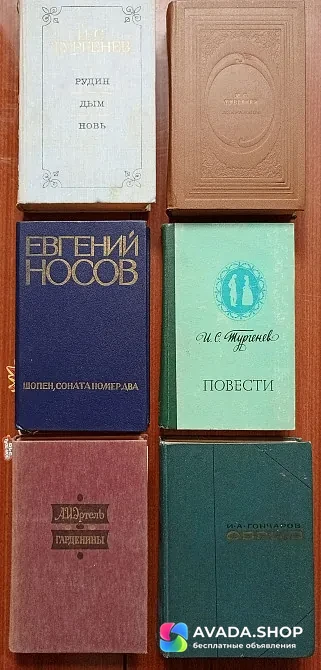 И. С.
ТУРГЕНЕВ
РУДИН
ДЫМ
НОВЬ
ЕВГЕНИЙ
НОСОВ
ШОПЕН, СОНАТА НОМЕР ДВА
И. С. Тургенев
ПОВЕСТИ
А.И.Эртель
ГАРДЕНИНЫ
И·А·ГОНЧАРОВ
AVADA.SHOP
бесплатные объявления